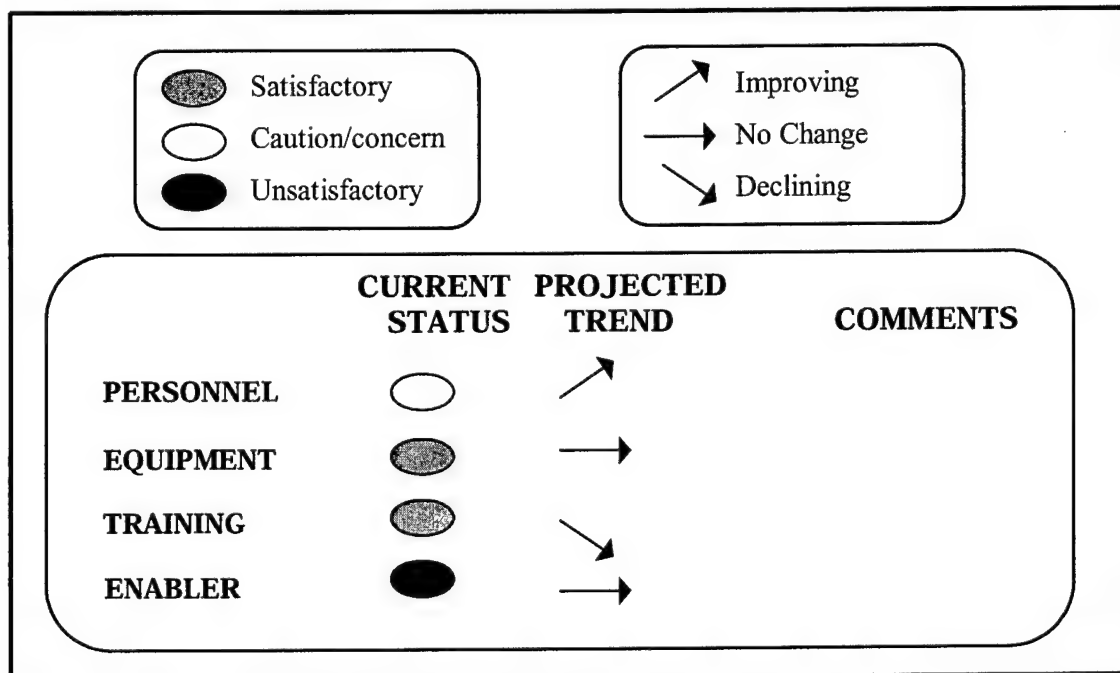 Satisfactory
Caution/concern
Unsatisfactory
Improving
No Change
Declining
CURRENT STATUS
PROJECTED TREND
COMMENTS
PERSONNEL
EQUIPMENT
TRAINING
ENABLER